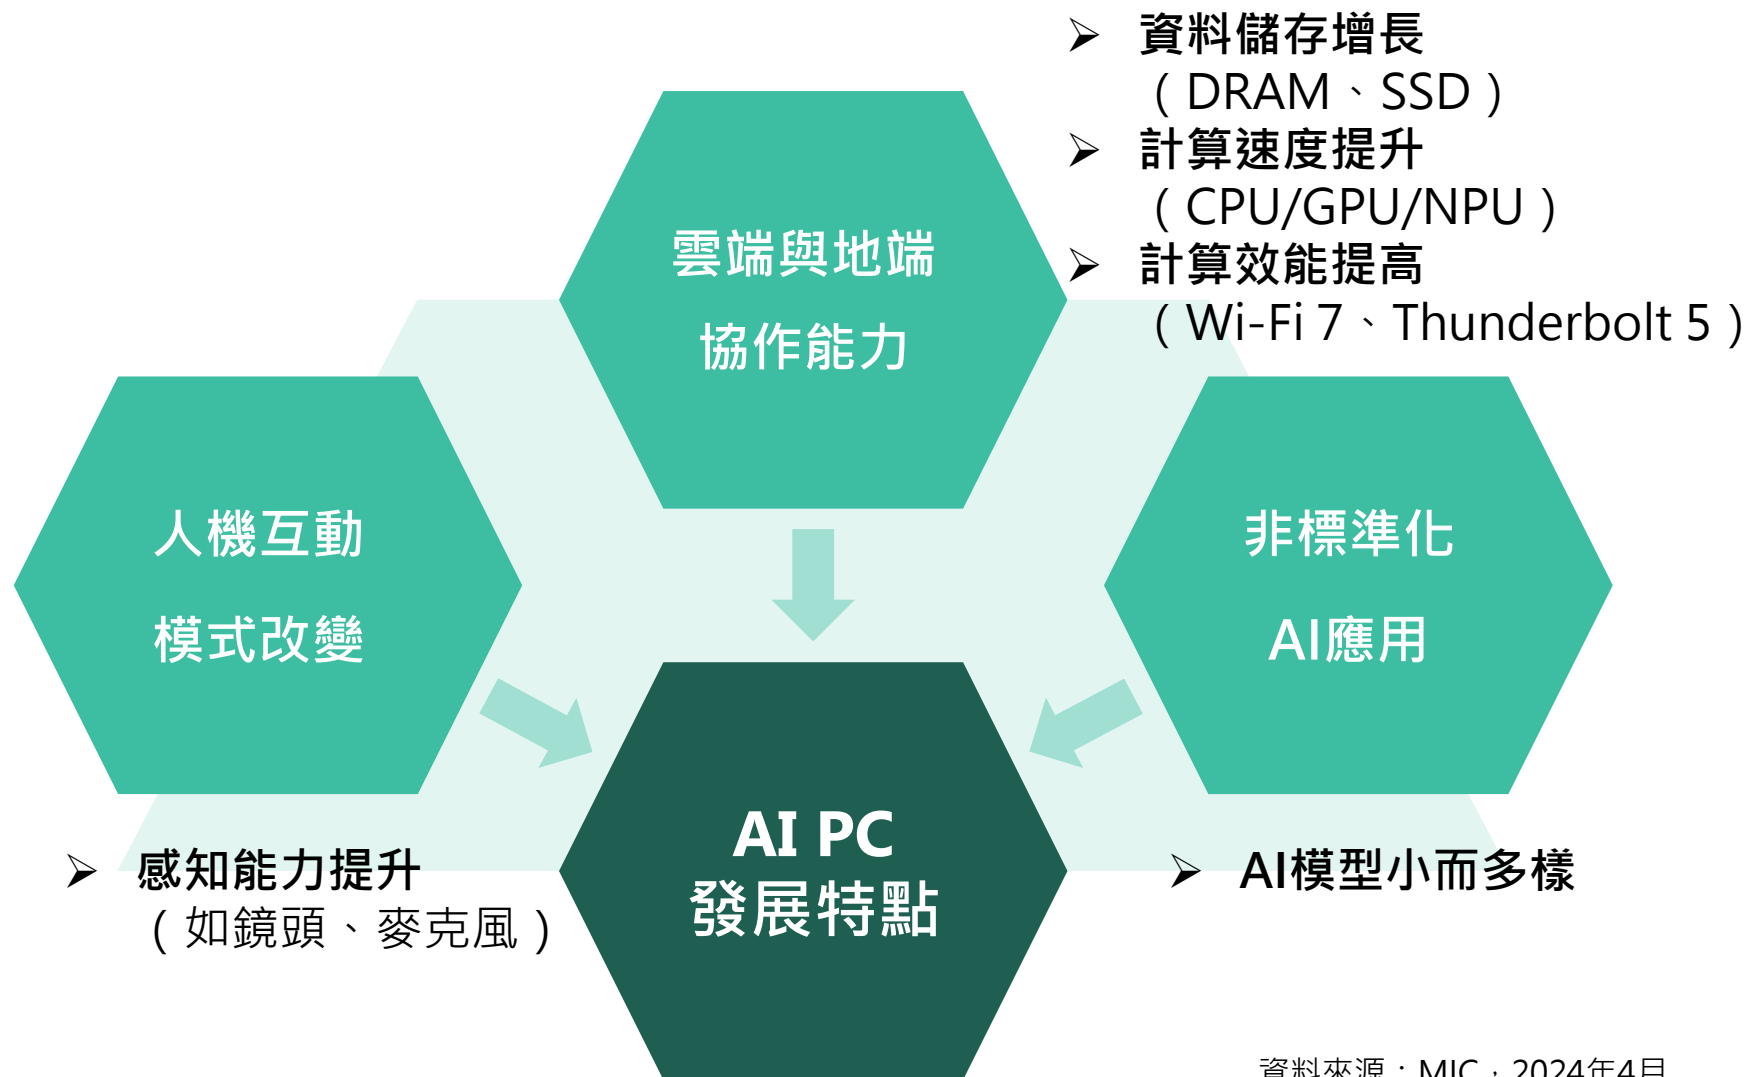 ➢ 資料儲存增長
（DRAM、SSD）
➢ 計算速度提升
（CPU/GPU/NPU）
➢ 計算效能提高
（Wi-Fi 7、Thunderbolt 5）
雲端與地端
協作能力
人機互動
模式改變
非標準化
AI應用
AI PC
發展特點
➢ 感知能力提升
（如鏡頭、麥克風）
➢ AI模型小而多樣
資料來源：MIC，2024年4月